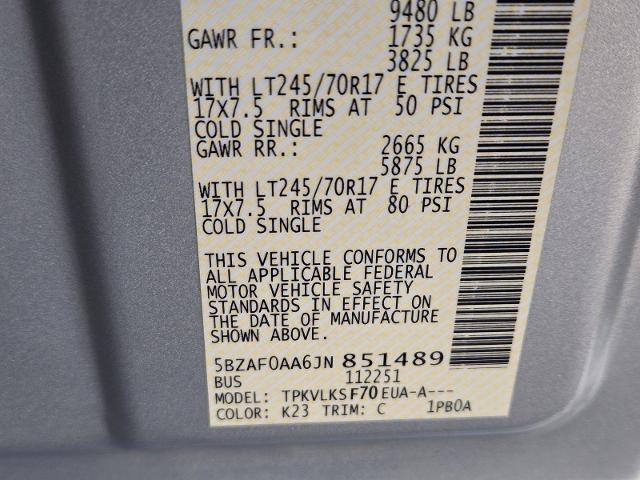 9480 LB
GAWR FR.: 1735 KG
3825 LB
WITH LT245/70R17 E TIRES
17X7.5 RIMS AT 50 PSI
COLD SINGLE
GAWR RR.: 2665 KG
5875 LB
WITH LT245/70R17 E TIRES
17X7.5 RIMS AT 80 PSI
COLD SINGLE
THIS VEHICLE CONFORMS TO
ALL APPLICABLE FEDERAL
MOTOR VEHICLE SAFETY
STANDARDS IN EFFECT ON
THE DATE OF MANUFACTURE
SHOWN ABOVE.
5BZAF0AA6JN 851489
BUS 112251
MODEL: TPKVLKS F70 EUA-A---
COLOR: K23 TRIM: C 1PB0A